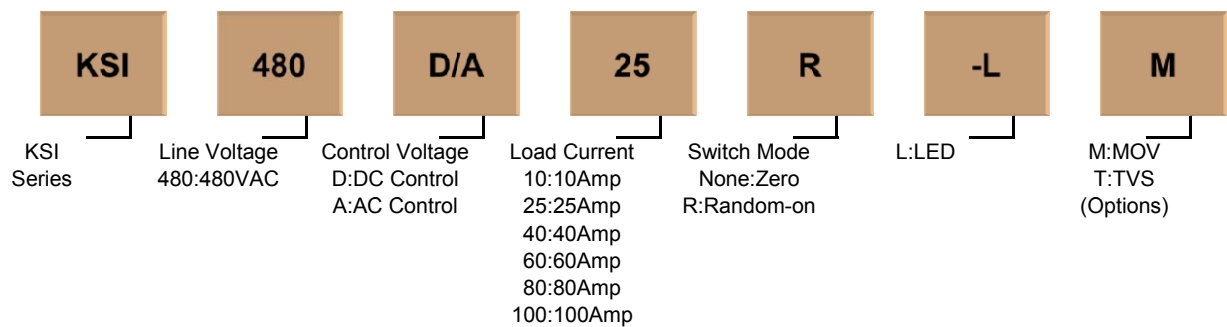 KSI 480 D/A 25 R -L M
KSI Line Voltage Control Voltage Load Current Switch Mode L:LED M:MOV
Series 480:480VAC D:DC Control 10:10Amp None:Zero T:TVS
A:AC Control 25:25Amp R:Random-on (Options)
40:40Amp
60:60Amp
80:80Amp
100:100Amp